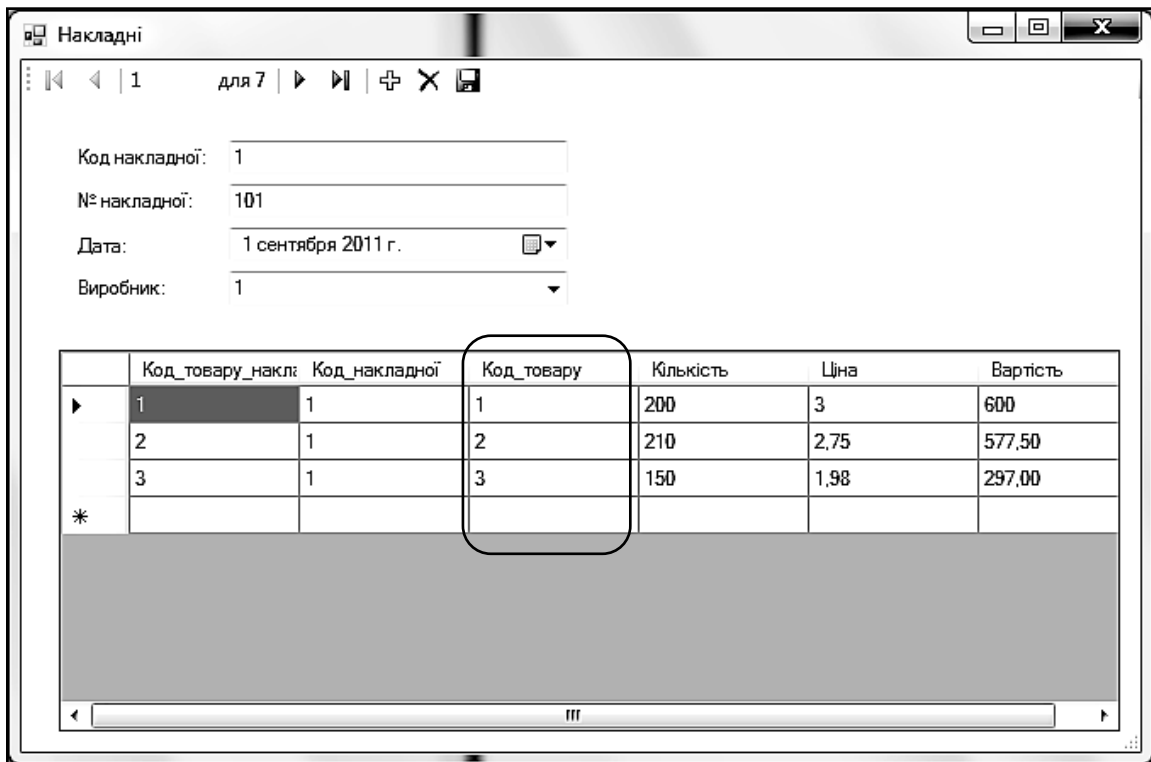 Накладні
1 для 7
Код накладної: 1
№ накладної: 101
Дата: 1 сентября 2011 г.
Виробник: 1
Код_товару_накла Код_накладної Код_товару Кількість Ціна Вартість
1 1 1 200 3 600
2 1 2 210 2,75 577,50
3 1 3 150 1,98 297,00